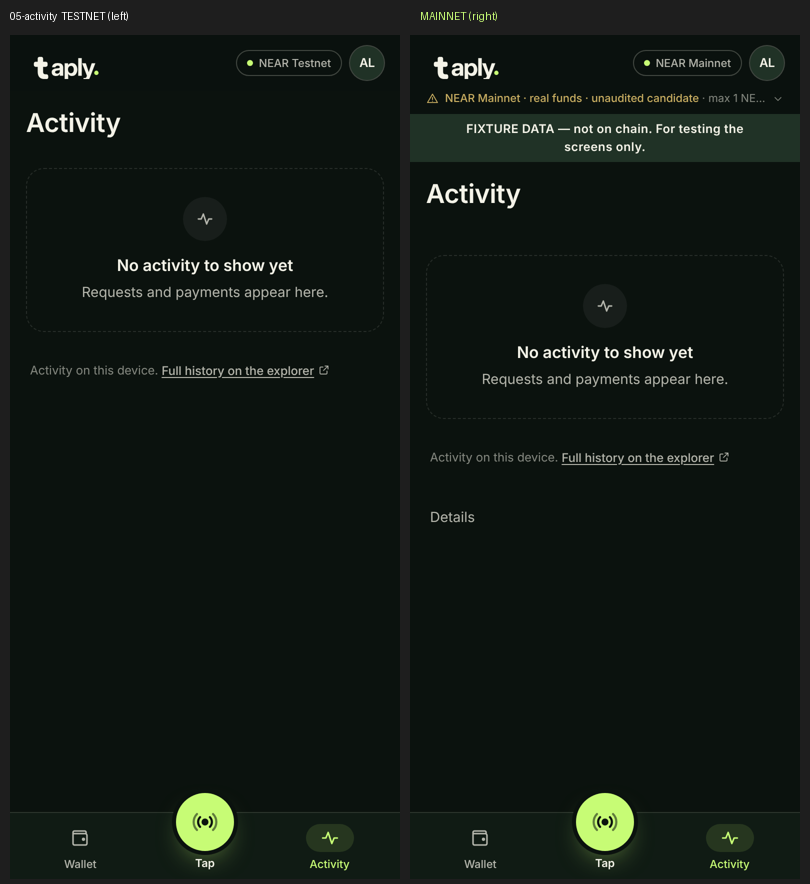 05-activity TESTNET (left)
taply.
NEAR Testnet
AL
Activity
No activity to show yet
Requests and payments appear here.
Activity on this device. Full history on the explorer
Wallet
Tap
Activity
MAINNET (right)
taply.
NEAR Mainnet
AL
NEAR Mainnet · real funds · unaudited candidate · max 1 NE...
FIXTURE DATA — not on chain. For testing the
screens only.
Activity
No activity to show yet
Requests and payments appear here.
Activity on this device. Full history on the explorer
Details
Wallet
Tap
Activity